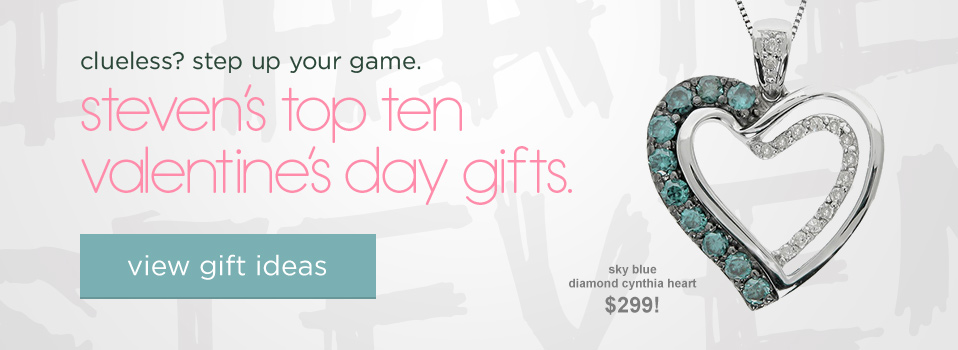 clueless? step up your game.
steven's top ten
valentine's day gifts.
view gift ideas
sky blue
diamond cynthia heart
$299!